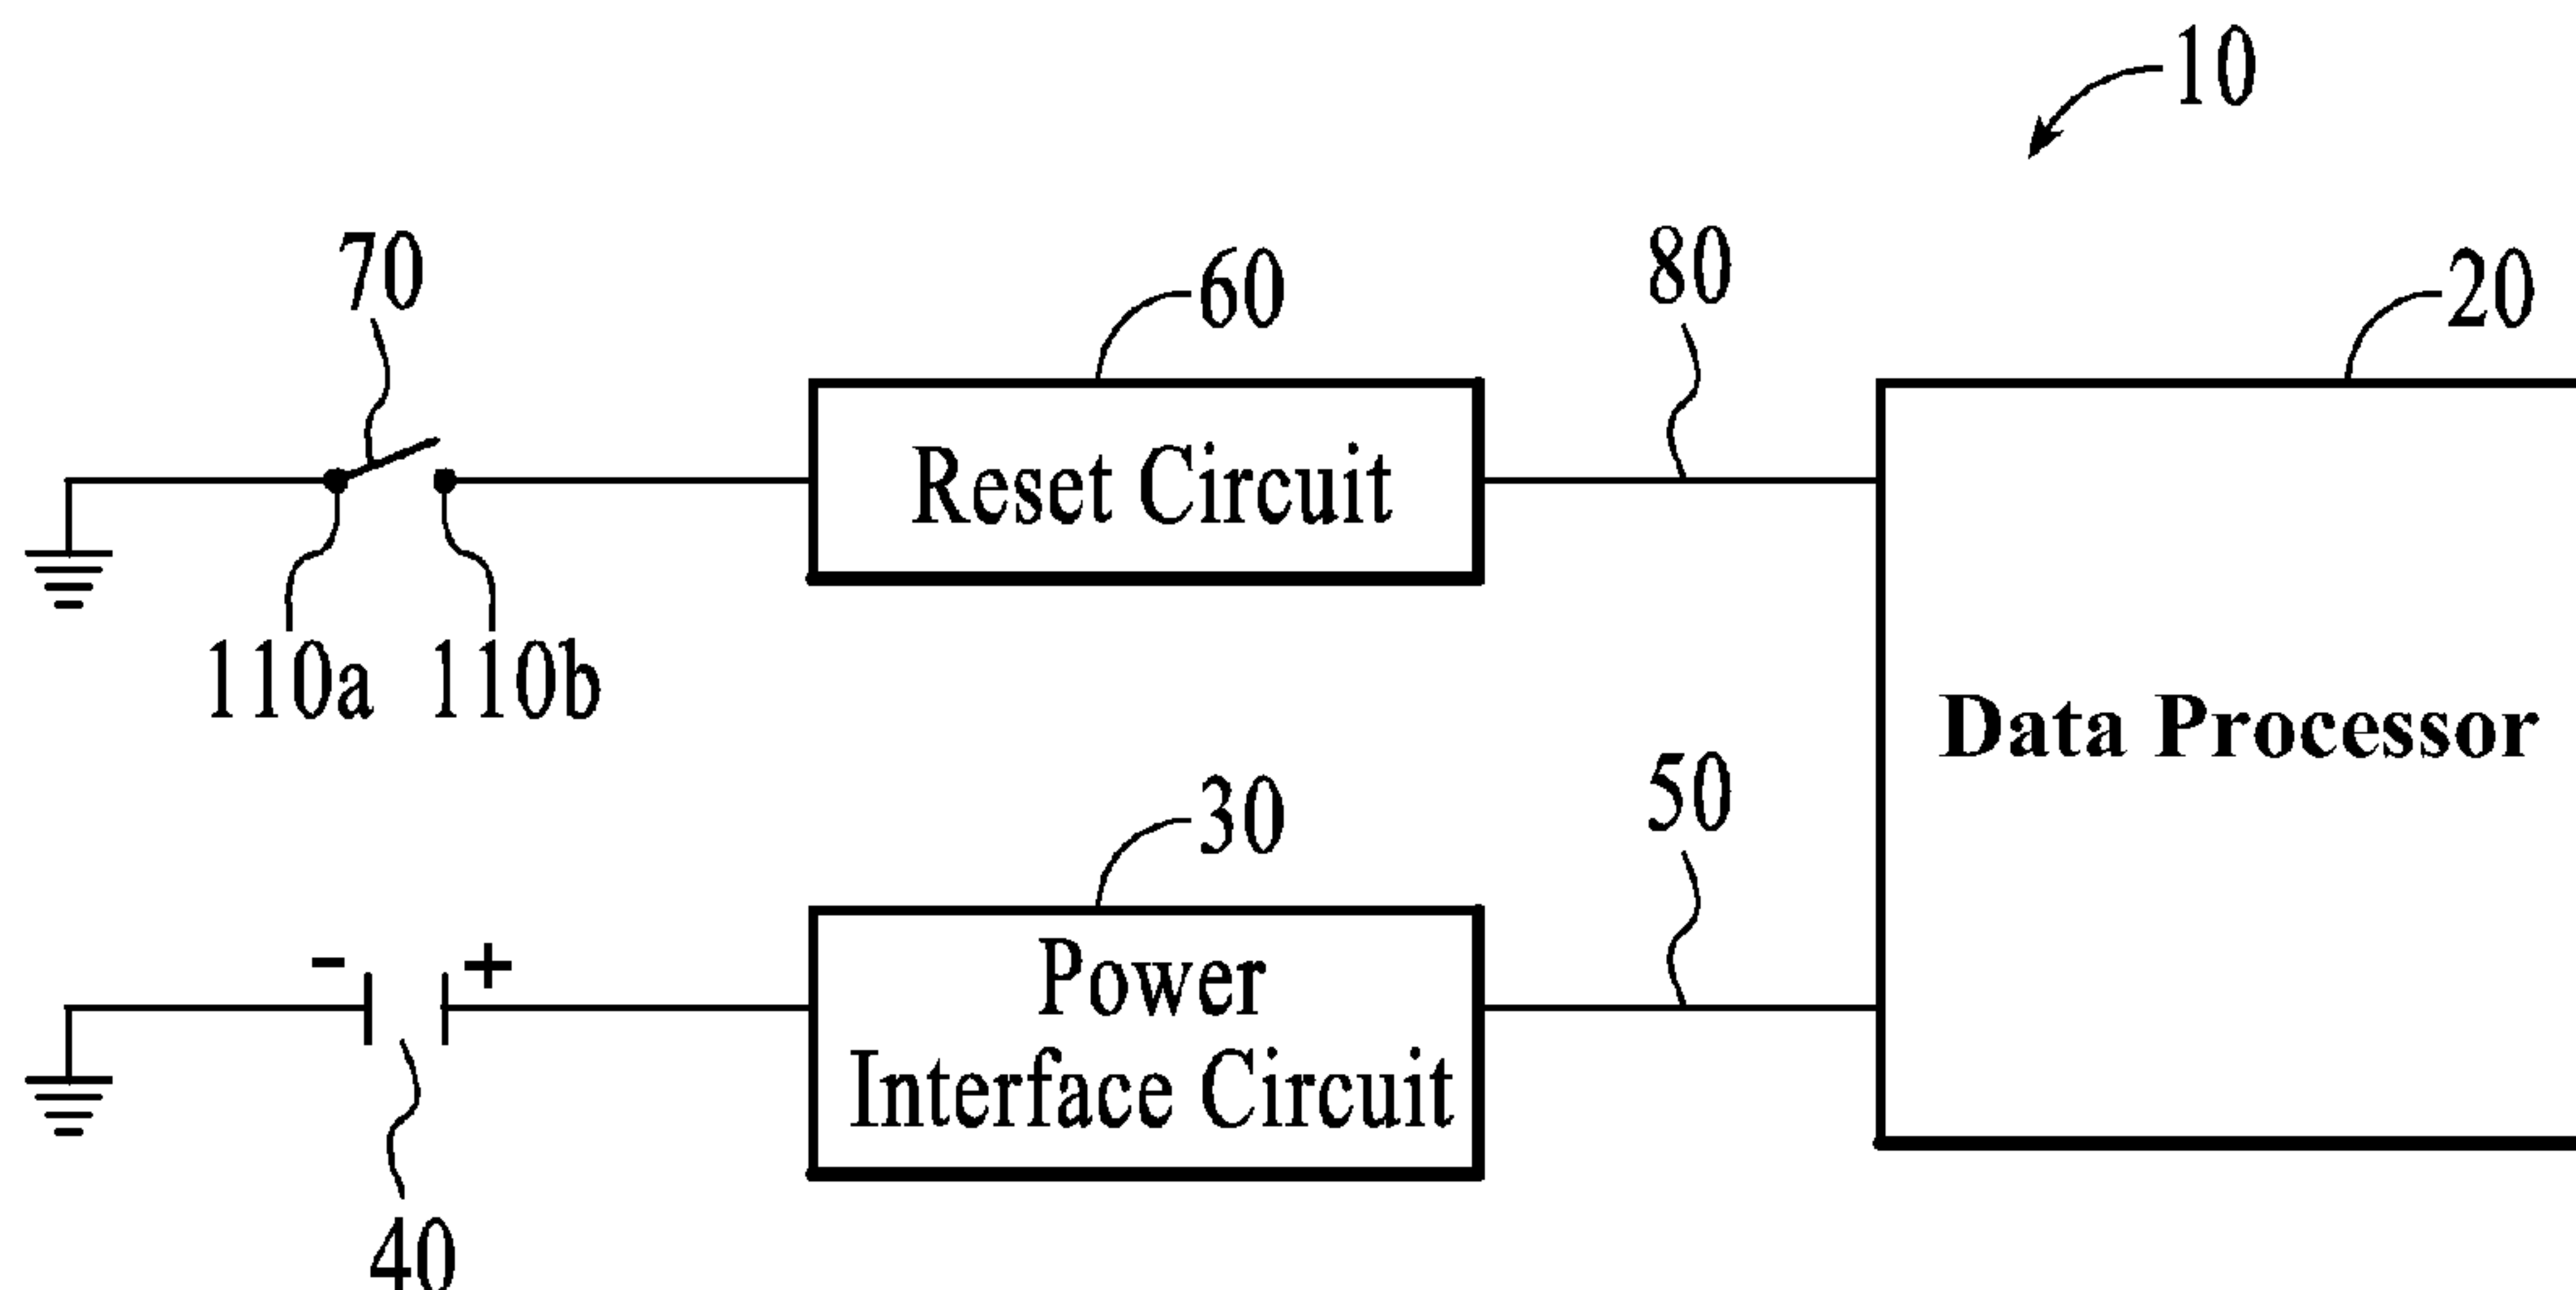 10
70
60
80
20
Reset Circuit
110a 110b
Data Processor
30
50
- +
Power
Interface Circuit
40